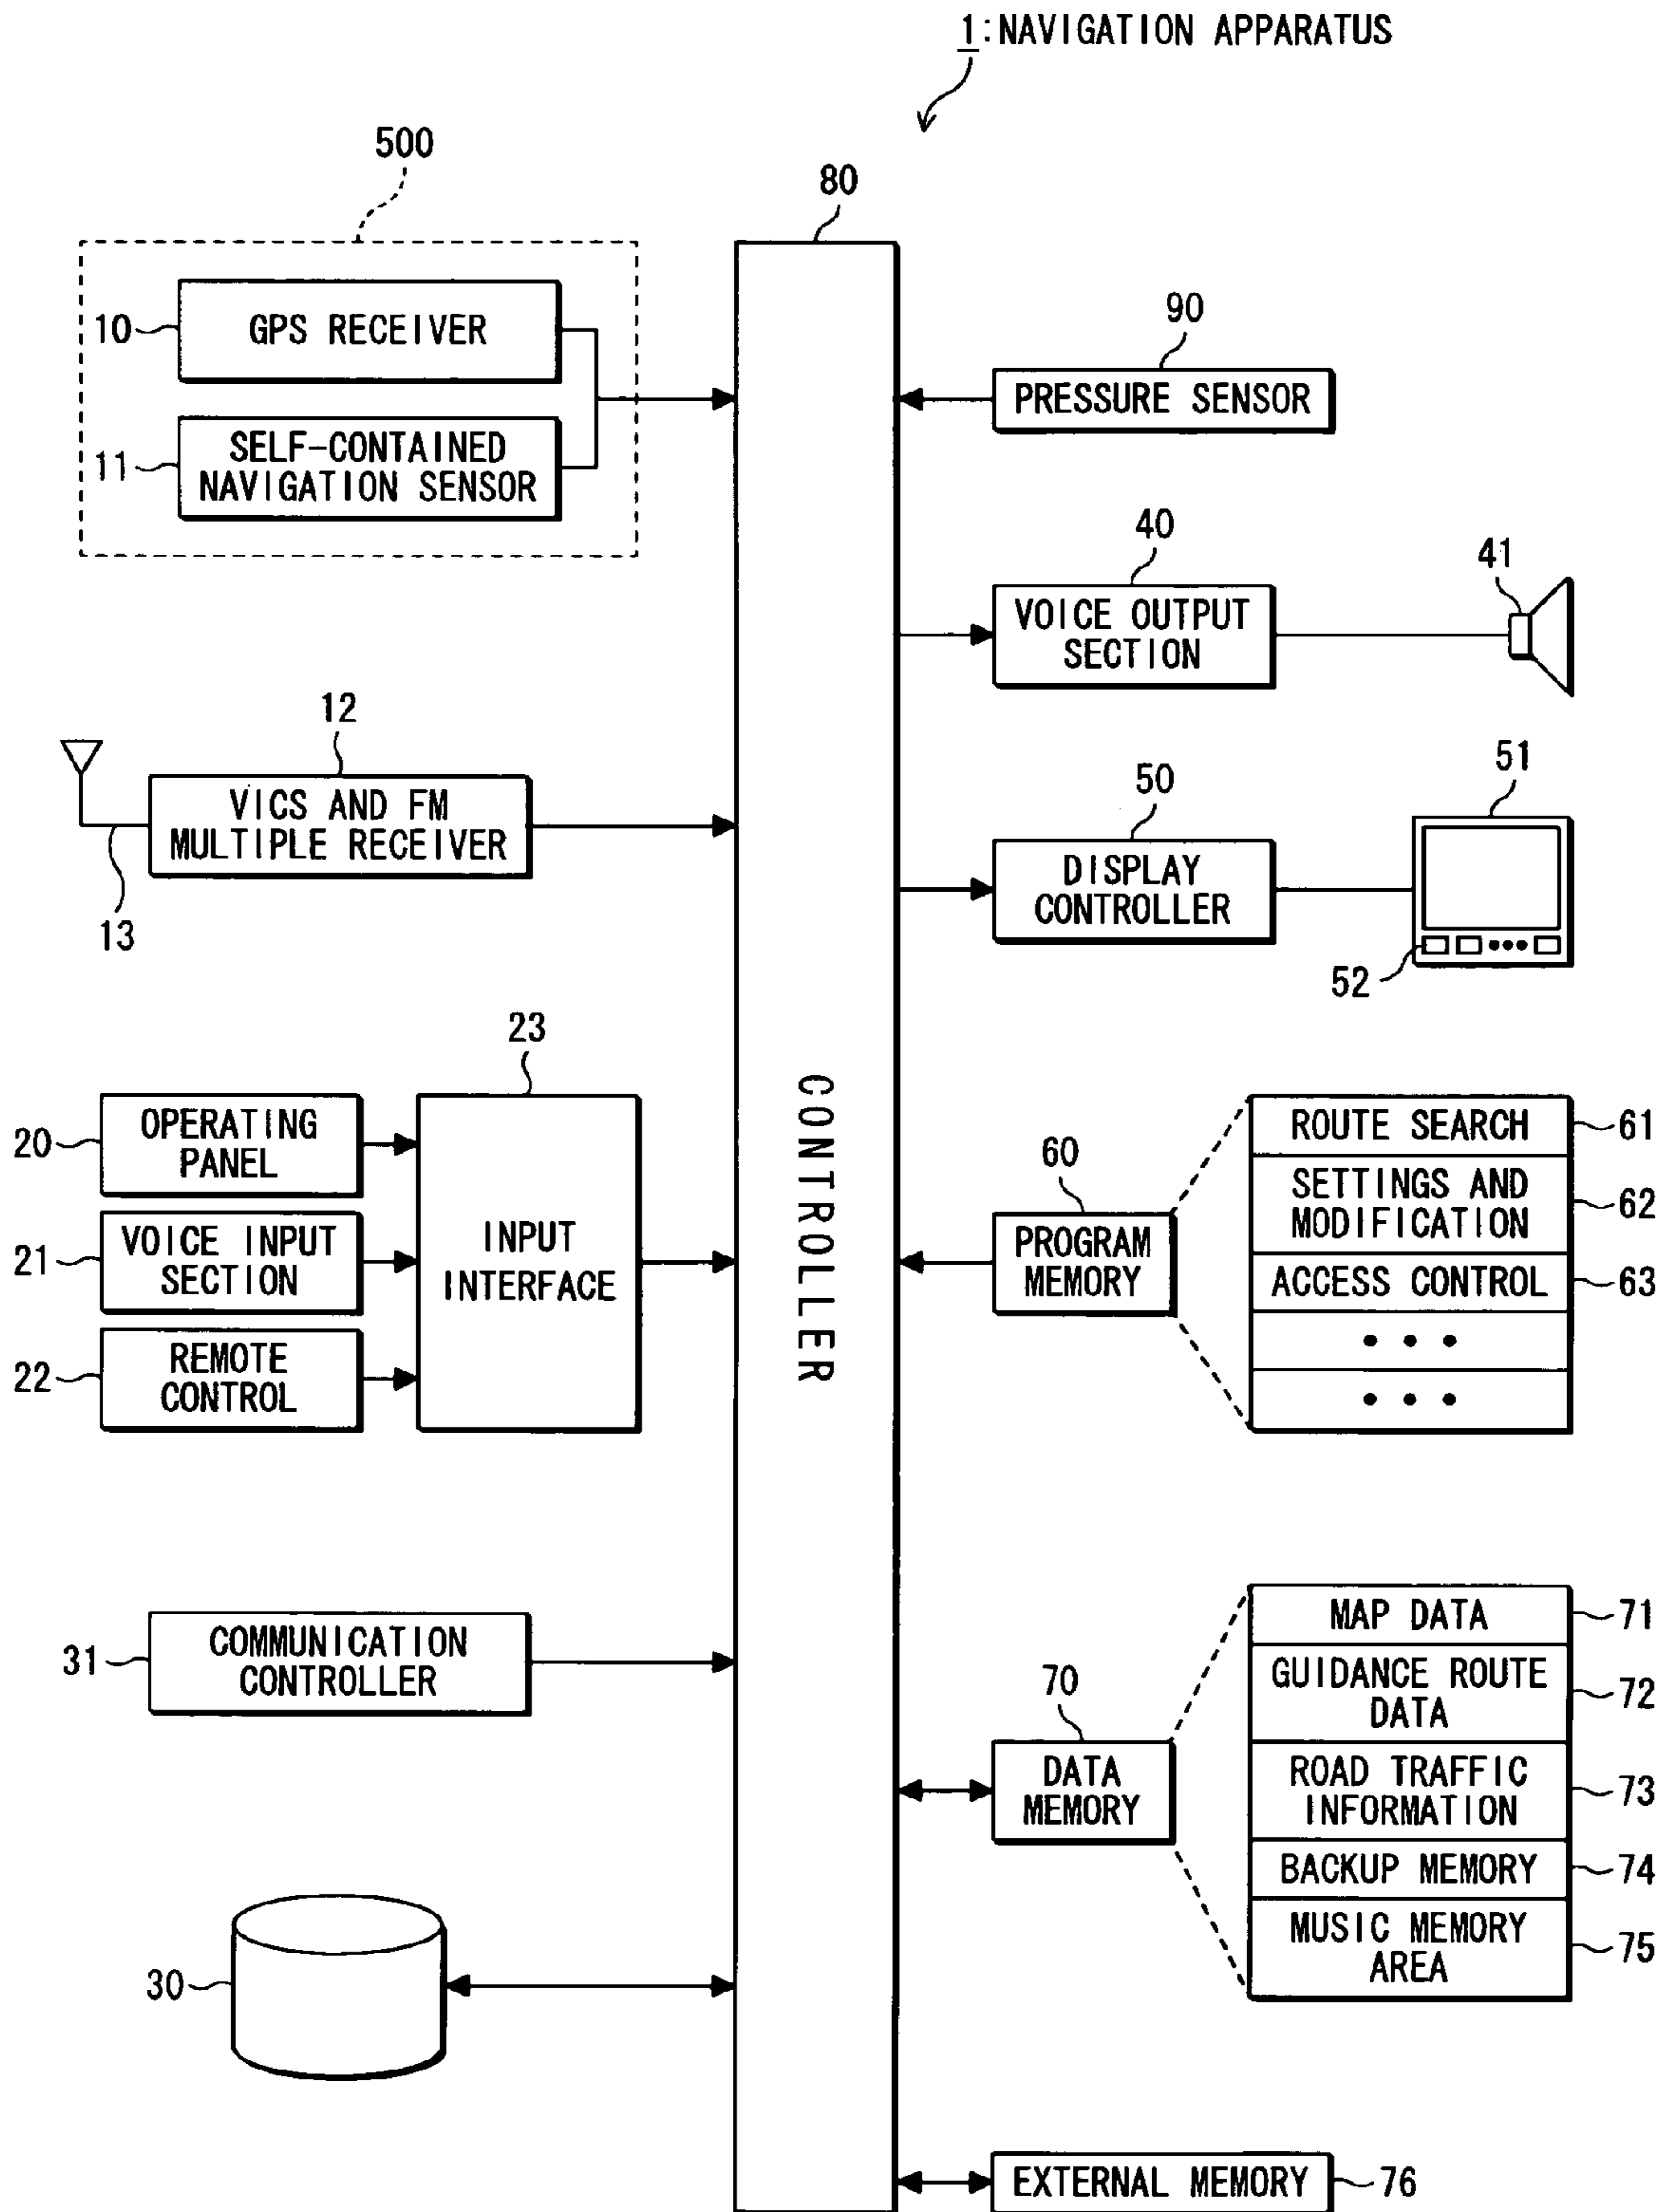 1:NAVIGATION APPARATUS
500
80
10
GPS RECEIVER
90
PRESSURE SENSOR
11
SELF-CONTAINED
NAVIGATION SENSOR
40
VOICE OUTPUT
SECTION
41
12
VICS AND FM
MULTIPLE RECEIVER
13
50
DISPLAY
CONTROLLER
51
52
23
20
OPERATING
PANEL
21
VOICE INPUT
SECTION
22
REMOTE
CONTROL
INPUT
INTERFACE
CONTROLLER
60
PROGRAM
MEMORY
ROUTE SEARCH
61
SETTINGS AND
MODIFICATION
62
ACCESS CONTROL
63
• • •
• • •
31
COMMUNICATION
CONTROLLER
70
DATA
MEMORY
MAP DATA
71
GUIDANCE ROUTE
DATA
72
ROAD TRAFFIC
INFORMATION
73
BACKUP MEMORY
74
MUSIC MEMORY
AREA
75
30
EXTERNAL MEMORY
76